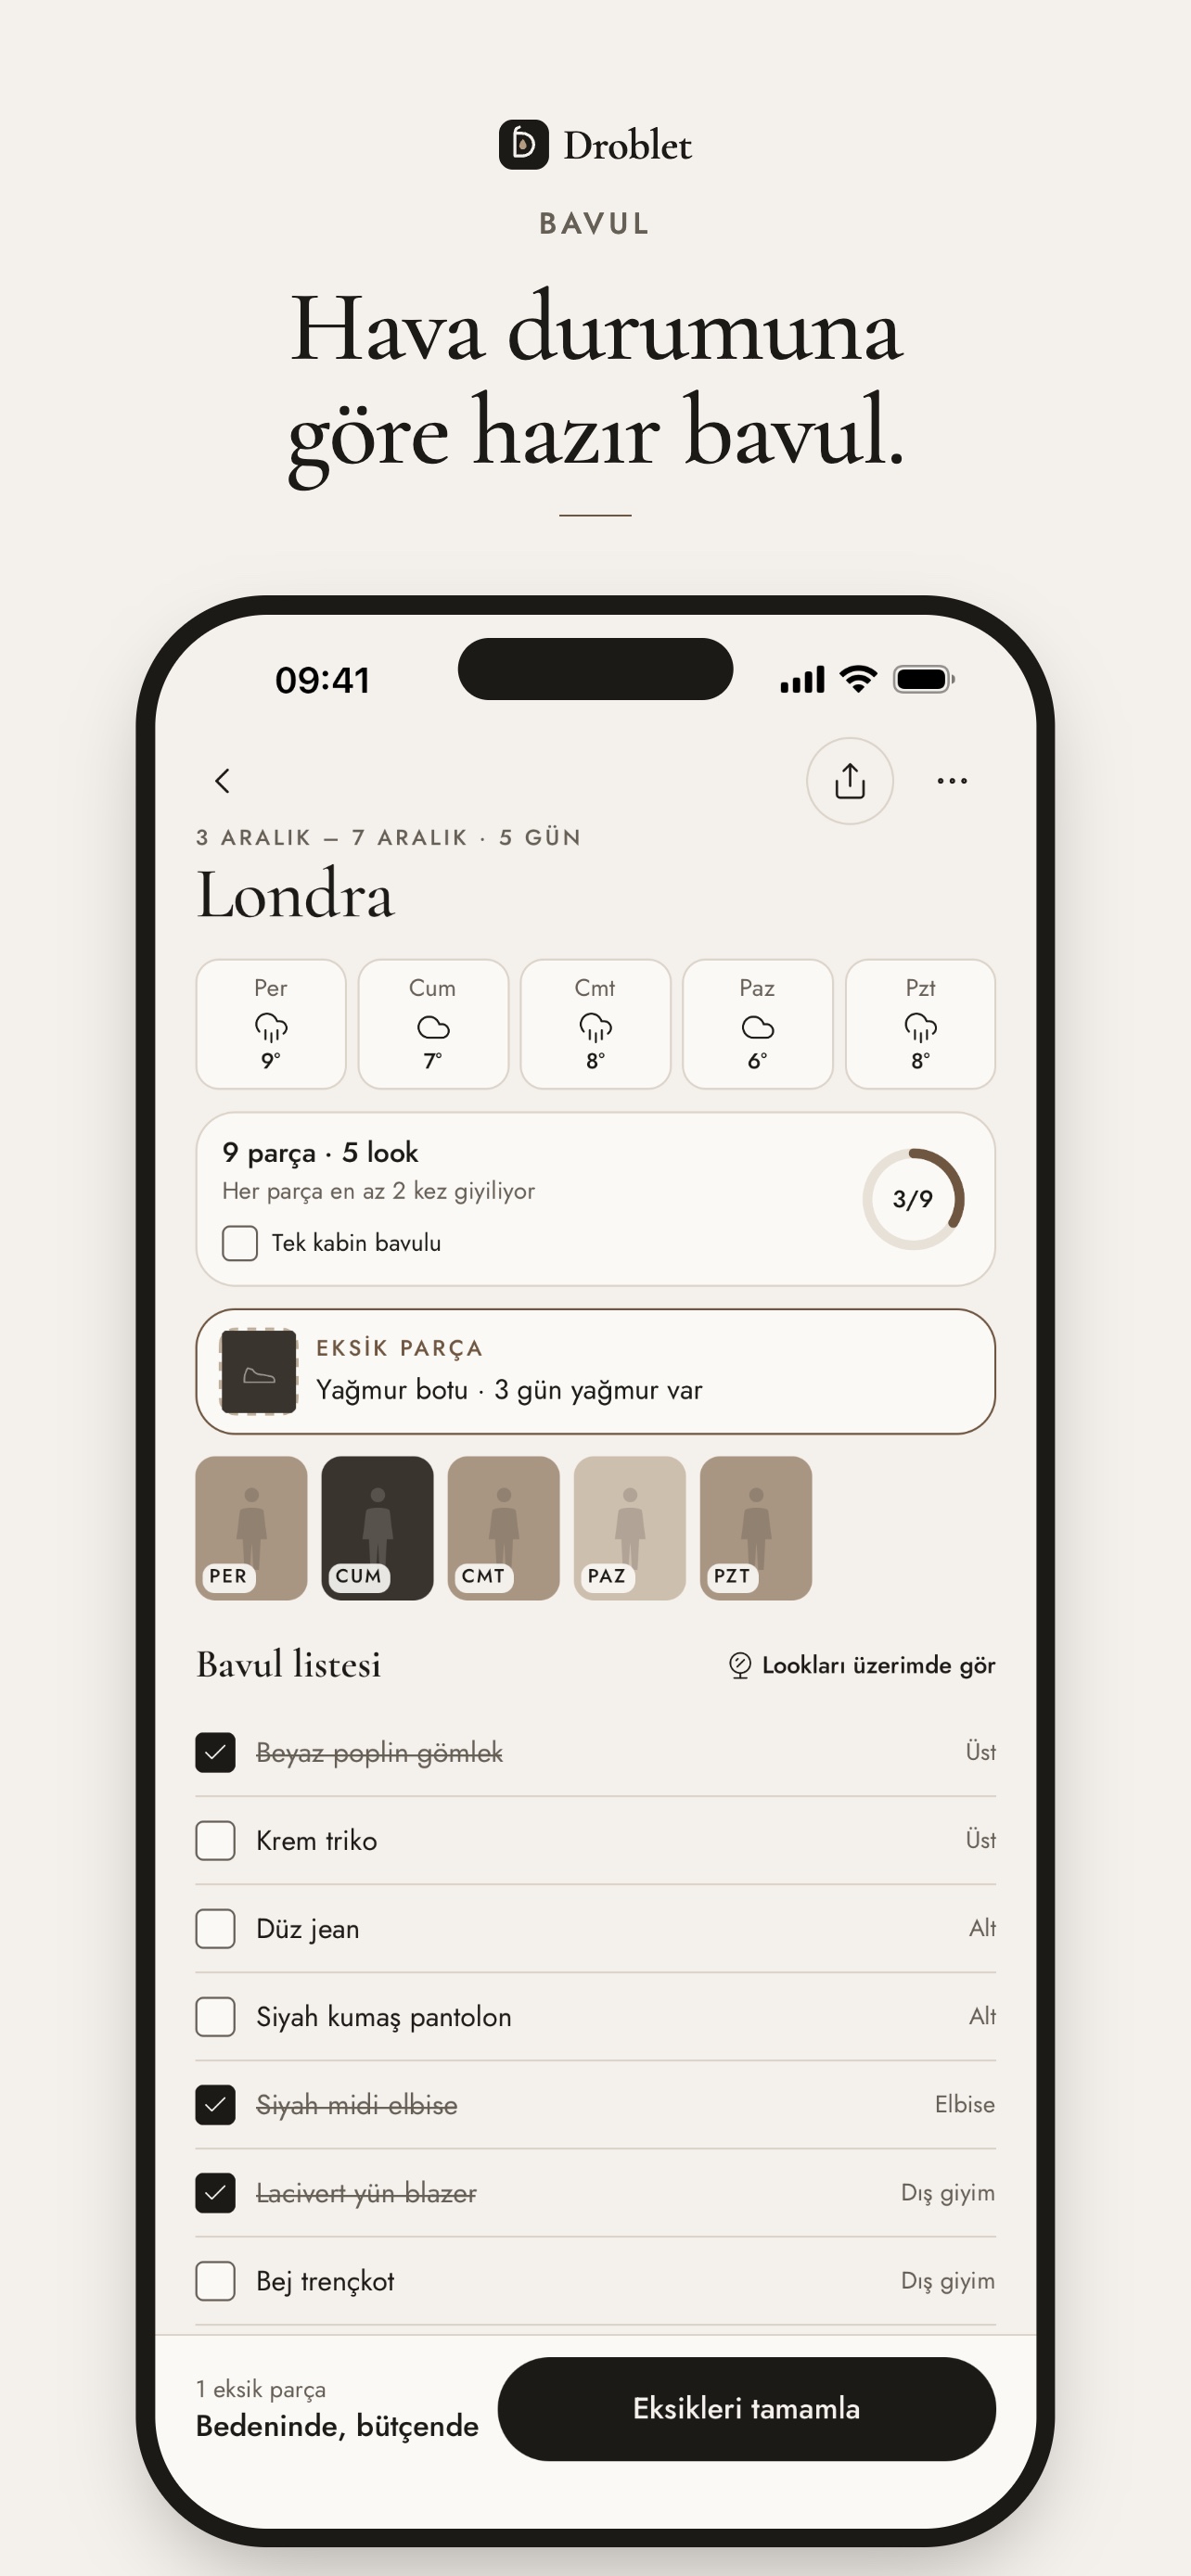 Droblet
BAVUL
Hava durumuna
göre hazır bavul.
09:41
3 ARALIK – 7 ARALIK · 5 GÜN
Londra
Per Cum Cmt Paz Pzt
9° 7° 8° 6° 8°
9 parça · 5 look
Her parça en az 2 kez giyiliyor
3/9
Tek kabin bavulu
EKSİK PARÇA
Yağmur botu · 3 gün yağmur var
PER CUM CMT PAZ PZT
Bavul listesi Lookları üzerimde gör
Beyaz poplin gömlek Üst
Krem triko Üst
Düz jean Alt
Siyah kumaş pantolon Alt
Siyah midi elbise Elbise
Lacivert yün blazer Dış giyim
Bej trençkot Dış giyim
1 eksik parça
Bedeninde, bütçende
Eksikleri tamamla